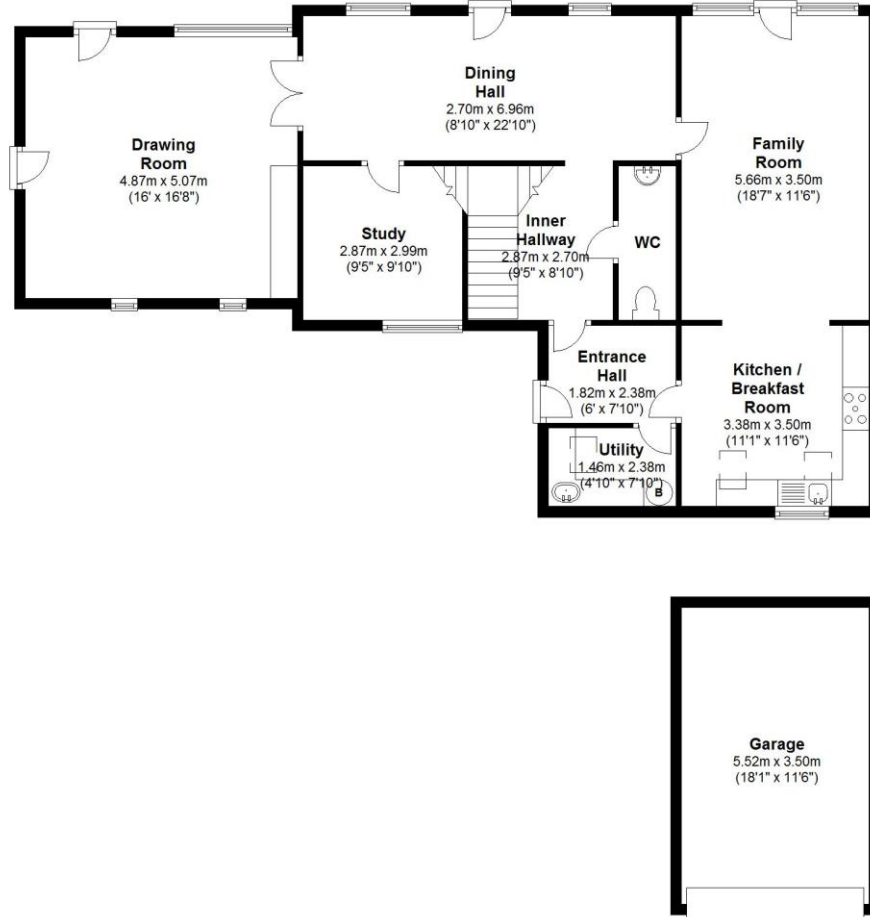 Dining
Hall
2.70m x 6.96m
(8'10" x 22'10")
Drawing
Room
4.87m x 5.07m
(16' x 16'8")
Family
Room
5.66m x 3.50m
(18'7" x 11'6")
Study
2.87m x 2.99m
(9'5" x 9'10")
Inner
Hallway
2.87m x 2.70m
(9'5" x 8'10")
WC
Entrance
Hall
1.82m x 2.38m
(6' x 7'10")
Kitchen /
Breakfast
Room
3.38m x 3.50m
(11'1" x 11'6")
Utility
1.46m x 2.38m
(4'10" x 7'10")
B
Garage
5.52m x 3.50m
(18'1" x 11'6")